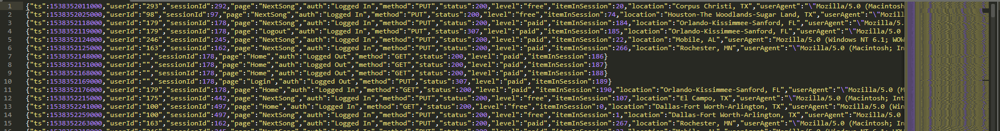 1 {"ts":1538352011000,"userId":"293","sessionId":292,"page":"NextSong","auth":"Logged In","method":"PUT","status":200,"level":"free","itemInSession":20,"location":"Corpus Christi, TX","userAgent":"\"Mozilla/5.0 (Macintosh
2 {"ts":1538352025000,"userId":"98","sessionId":97,"page":"NextSong","auth":"Logged In","method":"PUT","status":200,"level":"free","itemInSession":74,"location":"Houston-The Woodlands-Sugar Land, TX","userAgent":"\"Mozill
3 {"ts":1538352118000,"userId":"179","sessionId":178,"page":"NextSong","auth":"Logged In","method":"PUT","status":200,"level":"paid","itemInSession":184,"location":"Orlando-Kissimmee-Sanford, FL","userAgent":"\"Mozilla/5.
4 {"ts":1538352119000,"userId":"179","sessionId":178,"page":"Logout","auth":"Logged In","method":"PUT","status":307,"level":"paid","itemInSession":185,"location":"Orlando-Kissimmee-Sanford, FL","userAgent":"\"Mozilla/5.0
5 {"ts":1538352124000,"userId":"246","sessionId":245,"page":"NextSong","auth":"Logged In","method":"PUT","status":200,"level":"paid","itemInSession":22,"location":"Mobile, AL","userAgent":"Mozilla/5.0 (Windows NT 6.1; WOW
6 {"ts":1538352125000,"userId":"163","sessionId":162,"page":"NextSong","auth":"Logged In","method":"PUT","status":200,"level":"paid","itemInSession":266,"location":"Rochester, MN","userAgent":"\"Mozilla/5.0 (Macintosh; In
7 {"ts":1538352148000,"userId":"","sessionId":178,"page":"Home","auth":"Logged Out","method":"GET","status":200,"level":"paid","itemInSession":186}
8 {"ts":1538352151000,"userId":"","sessionId":178,"page":"Home","auth":"Logged Out","method":"GET","status":200,"level":"paid","itemInSession":187}
9 {"ts":1538352168000,"userId":"","sessionId":178,"page":"Home","auth":"Logged Out","method":"GET","status":200,"level":"paid","itemInSession":188}
10 {"ts":1538352169000,"userId":"","sessionId":178,"page":"Login","auth":"Logged Out","method":"PUT","status":307,"level":"paid","itemInSession":189}
11 {"ts":1538352176000,"userId":"179","sessionId":178,"page":"Home","auth":"Logged In","method":"GET","status":200,"level":"paid","itemInSession":190,"location":"Orlando-Kissimmee-Sanford, FL","userAgent":"\"Mozilla/5.0 (M
12 {"ts":1538352215000,"userId":"175","sessionId":442,"page":"NextSong","auth":"Logged In","method":"PUT","status":200,"level":"free","itemInSession":107,"location":"El Campo, TX","userAgent":"\"Mozilla/5.0 (Macintosh; Int
13 {"ts":1538352241000,"userId":"100","sessionId":497,"page":"Home","auth":"Logged In","method":"GET","status":200,"level":"free","itemInSession":0,"location":"Dallas-Fort Worth-Arlington, TX","userAgent":"\"Mozilla/5.0 (Win
14 {"ts":1538352259000,"userId":"100","sessionId":497,"page":"NextSong","auth":"Logged In","method":"PUT","status":200,"level":"free","itemInSession":1,"location":"Dallas-Fort Worth-Arlington, TX","userAgent":"\"Mozilla/5.0
15 {"ts":1538352263000,"userId":"163","sessionId":162,"page":"NextSong","auth":"Logged In","method":"PUT","status":200,"level":"paid","itemInSession":267,"location":"Rochester, MN","userAgent":"\"Mozilla/5.0 (Macintosh; In